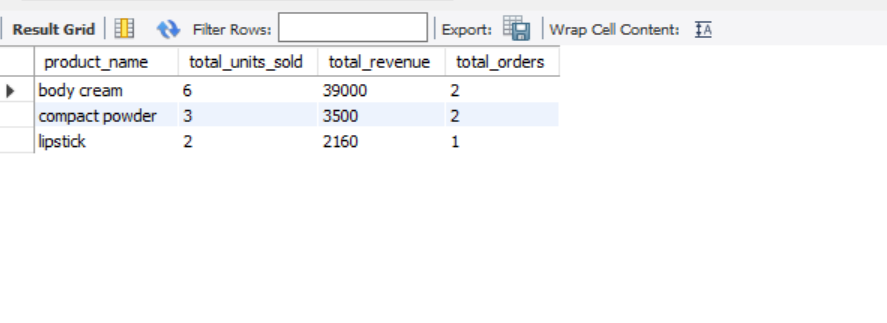 Result Grid Filter Rows: Export: Wrap Cell Content: IA
product_name total_units_sold total_revenue total_orders
body cream 6 39000 2
compact powder 3 3500 2
lipstick 2 2160 1